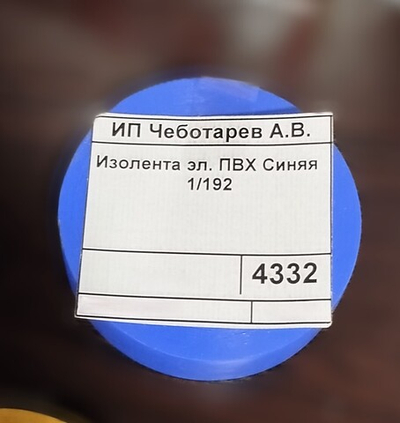 ИП Чеботарев А.В.
Изолента эл. ПВХ Синяя
1/192
4332